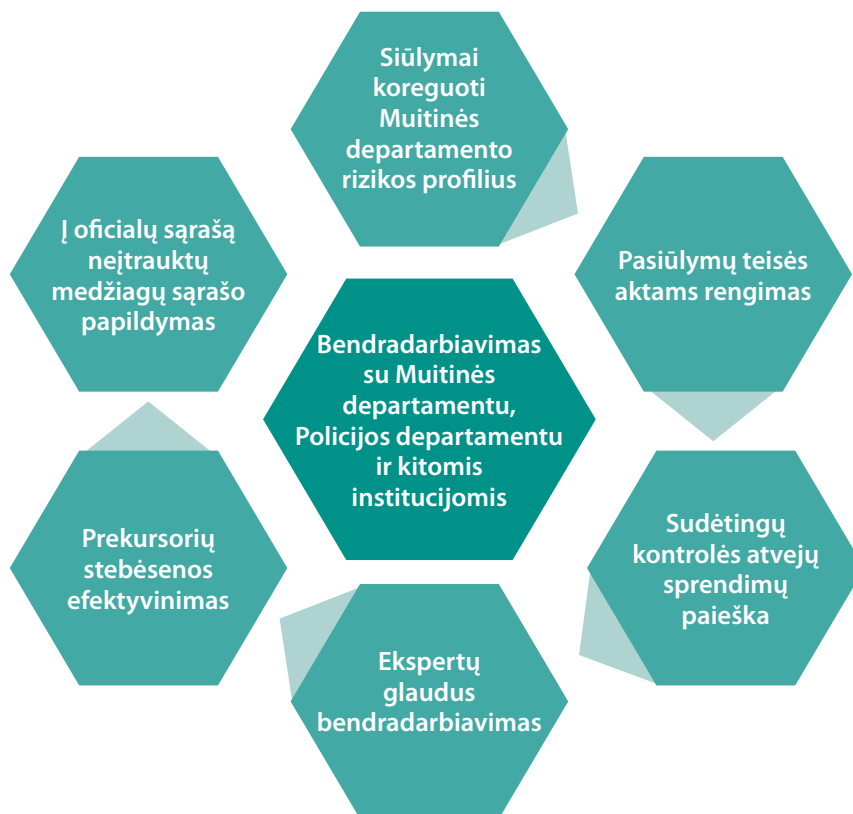 Siūlymai
koreguoti
Muitinės
departamento
rizikos profilius
Pasiūlymų teisės
aktams rengimas
Sudėtingų
kontrolės atvejų
sprendimų
paieška
Ekspertų
glaudus
bendradarbiavimas
Prekursorių
stebėsenos
efektyvinimas
Į oficialų sąrašą
neįtrauktų
medžiagų sąrašo
papildymas
Bendradarbiavimas
su Muitinės
departamentu,
Policijos departamentu
ir kitomis
institucijomis